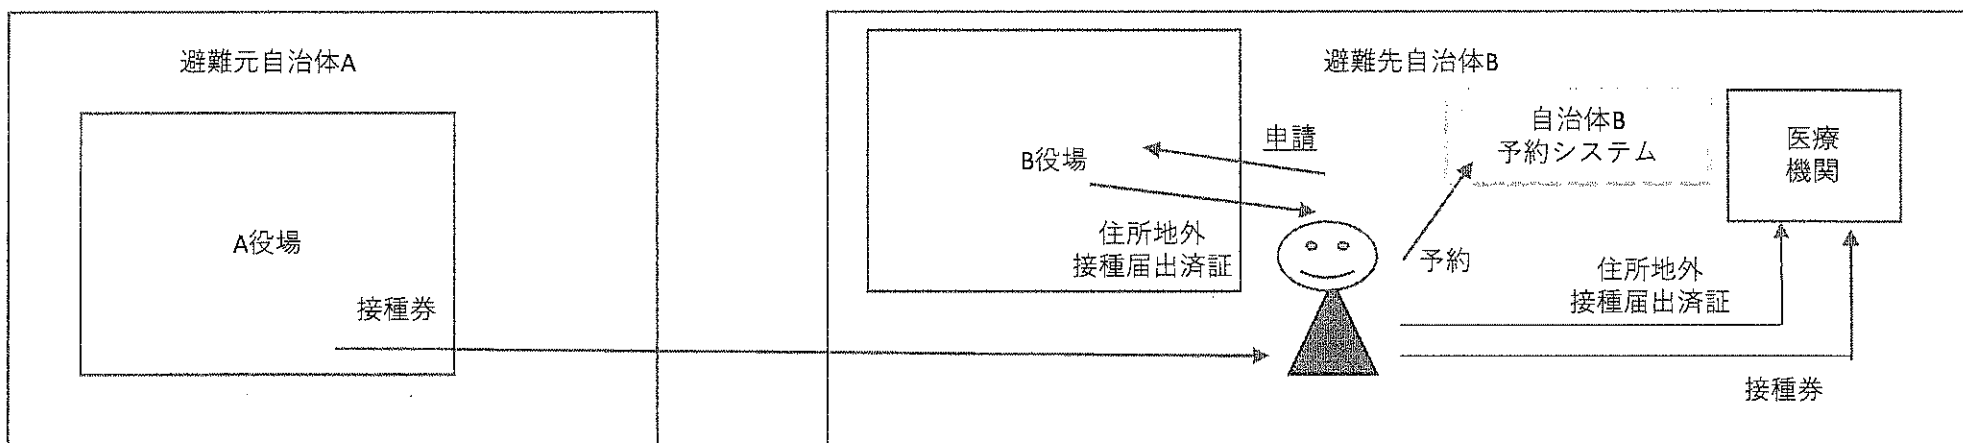 避難元自治体A
A役場
接種券
避難先自治体B
B役場
申請
住所地外
接種届出済証
自治体B
予約システム
医療
機関
予約
住所地外
接種届出済証
接種券